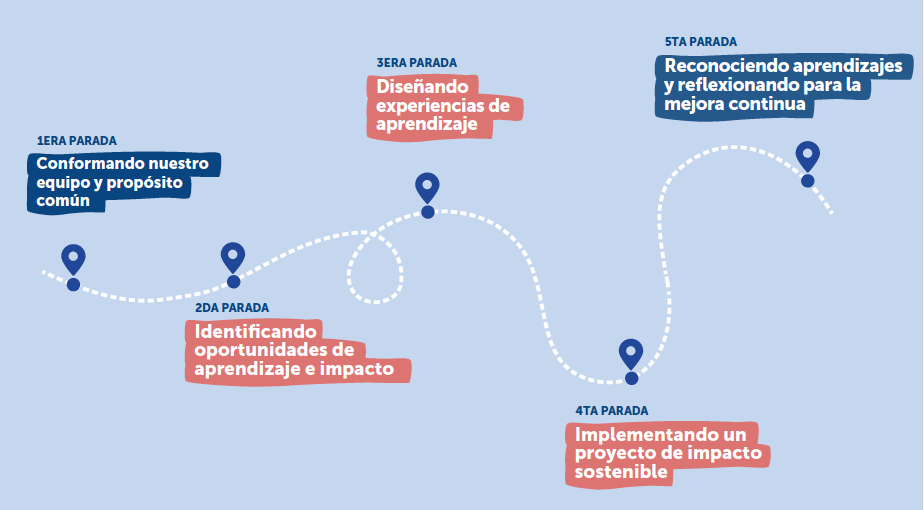 1ERA PARADA
Conformando nuestro
equipo y propósito
común
2DA PARADA
Identificando
oportunidades de
aprendizaje e impacto
3ERA PARADA
Diseñando
experiencias de
aprendizaje
4TA PARADA
Implementando un
proyecto de impacto
sostenible
5TA PARADA
Reconociendo aprendizajes
y reflexionando para la
mejora continua